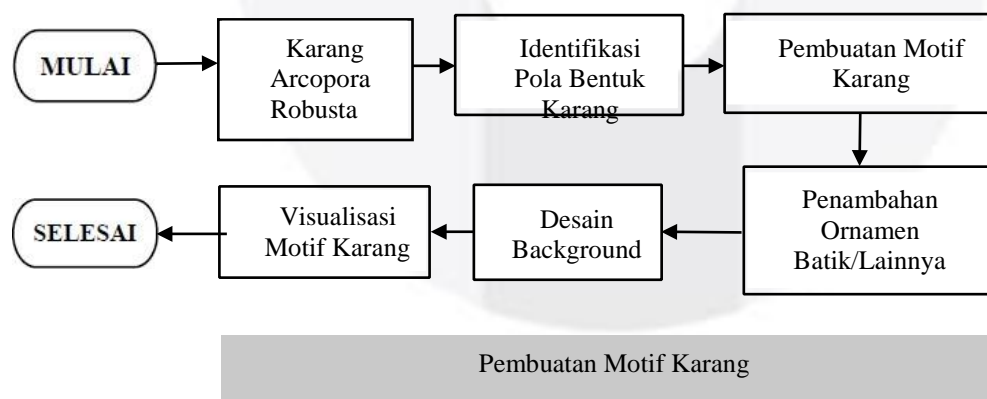 MULAI
Karang
Arcopora
Robusta
Identifikasi
Pola Bentuk
Karang
Pembuatan Motif
Karang
Penambahan
Ornamen
Batik/Lainnya
Desain
Background
Visualisasi
Motif Karang
SELESAI
Pembuatan Motif Karang